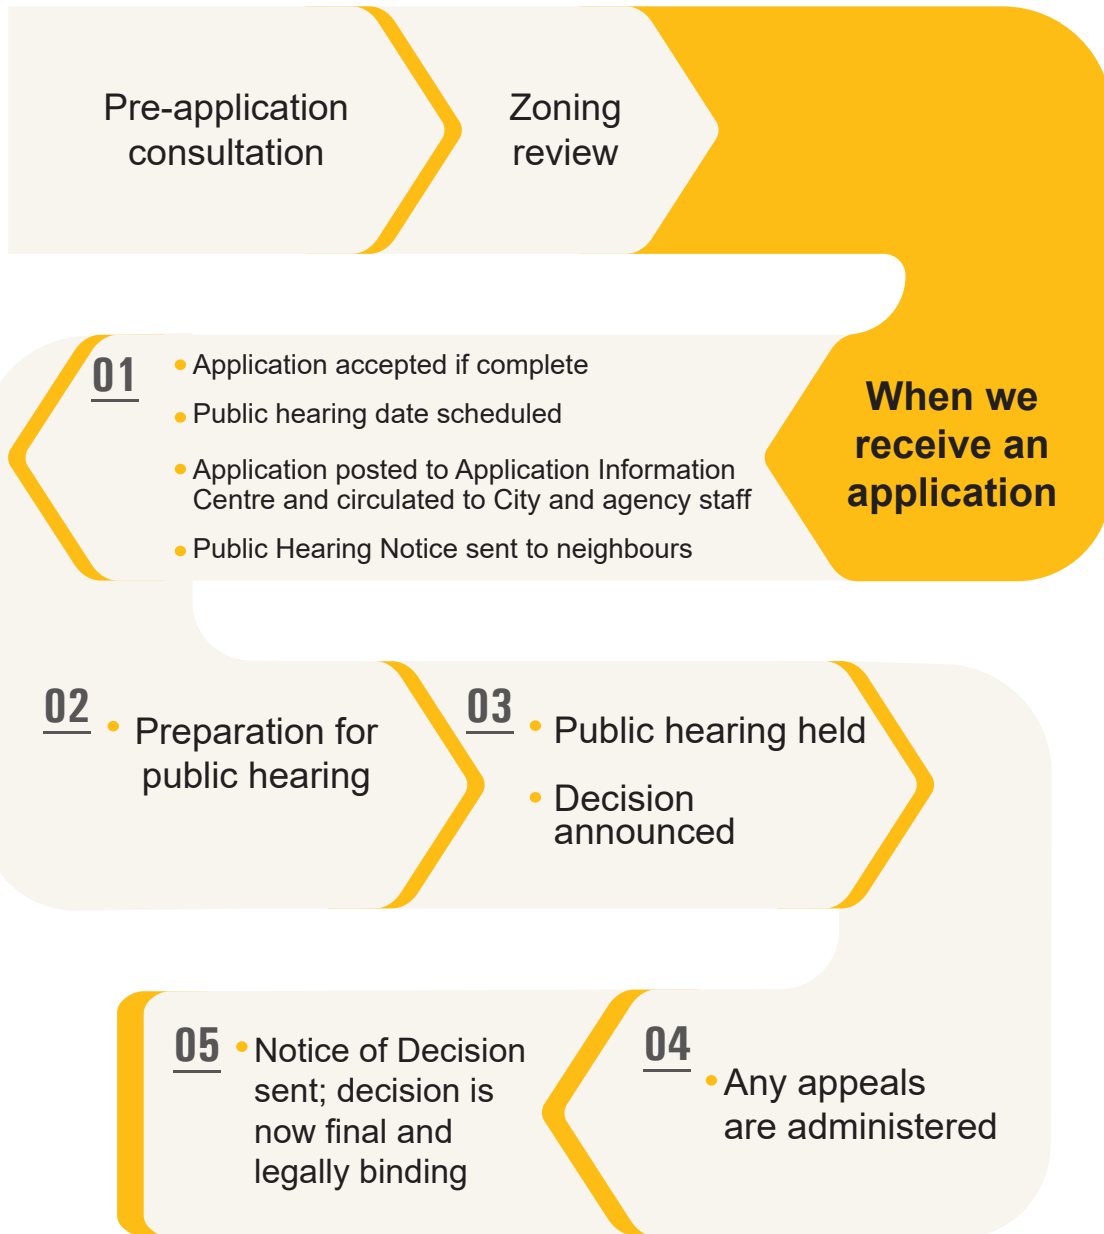 Pre-application
consultation
Zoning
review
When we
receive an
application
01
• Application accepted if complete
• Public hearing date scheduled
• Application posted to Application Information
Centre and circulated to City and agency staff
• Public Hearing Notice sent to neighbours
02
• Preparation for
public hearing
03
• Public hearing held
• Decision
announced
04
• Any appeals
are administered
05
• Notice of Decision
sent; decision is
now final and
legally binding